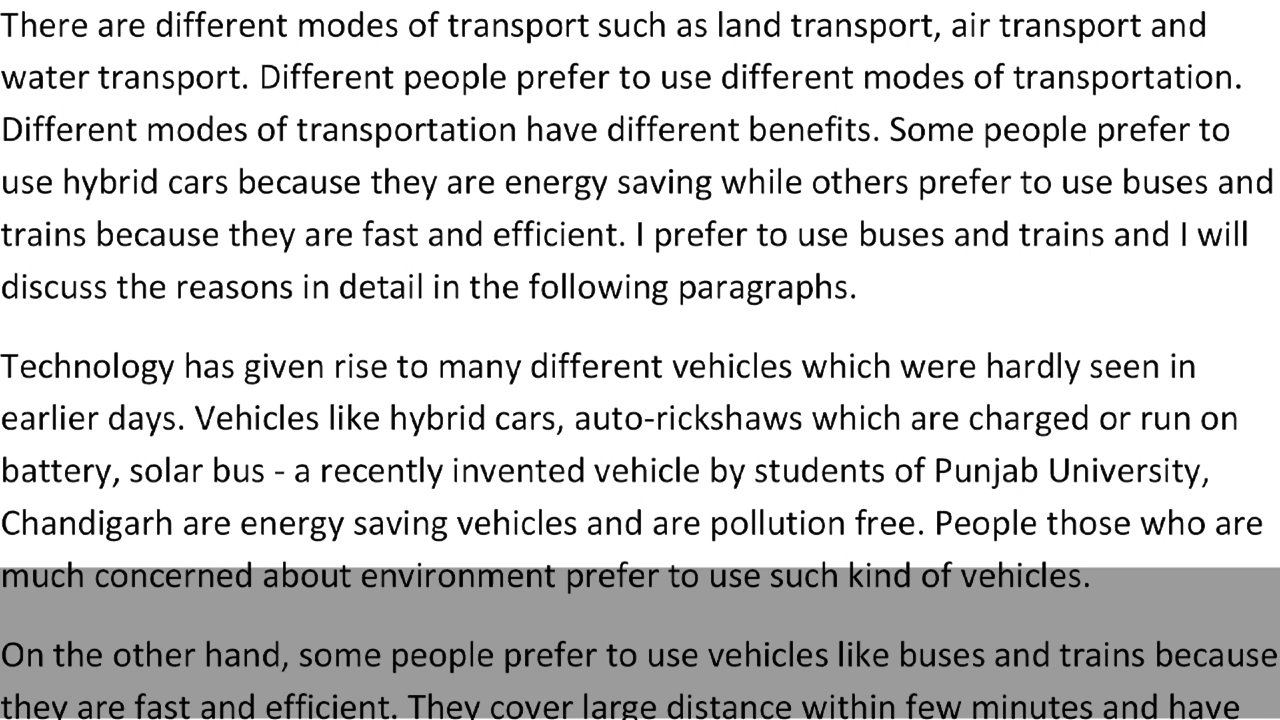 There are different modes of transport such as land transport, air transport and
water transport. Different people prefer to use different modes of transportation.
Different modes of transportation have different benefits. Some people prefer to
use hybrid cars because they are energy saving while others prefer to use buses and
trains because they are fast and efficient. I prefer to use buses and trains and I will
discuss the reasons in detail in the following paragraphs.
Technology has given rise to many different vehicles which were hardly seen in
earlier days. Vehicles like hybrid cars, auto-rickshaws which are charged or run on
battery, solar bus - a recently invented vehicle by students of Punjab University,
Chandigarh are energy saving vehicles and are pollution free. People those who are
much concerned about environment prefer to use such kind of vehicles.
On the other hand, some people prefer to use vehicles like buses and trains because
they are fast and efficient. They cover large distance within few minutes and have